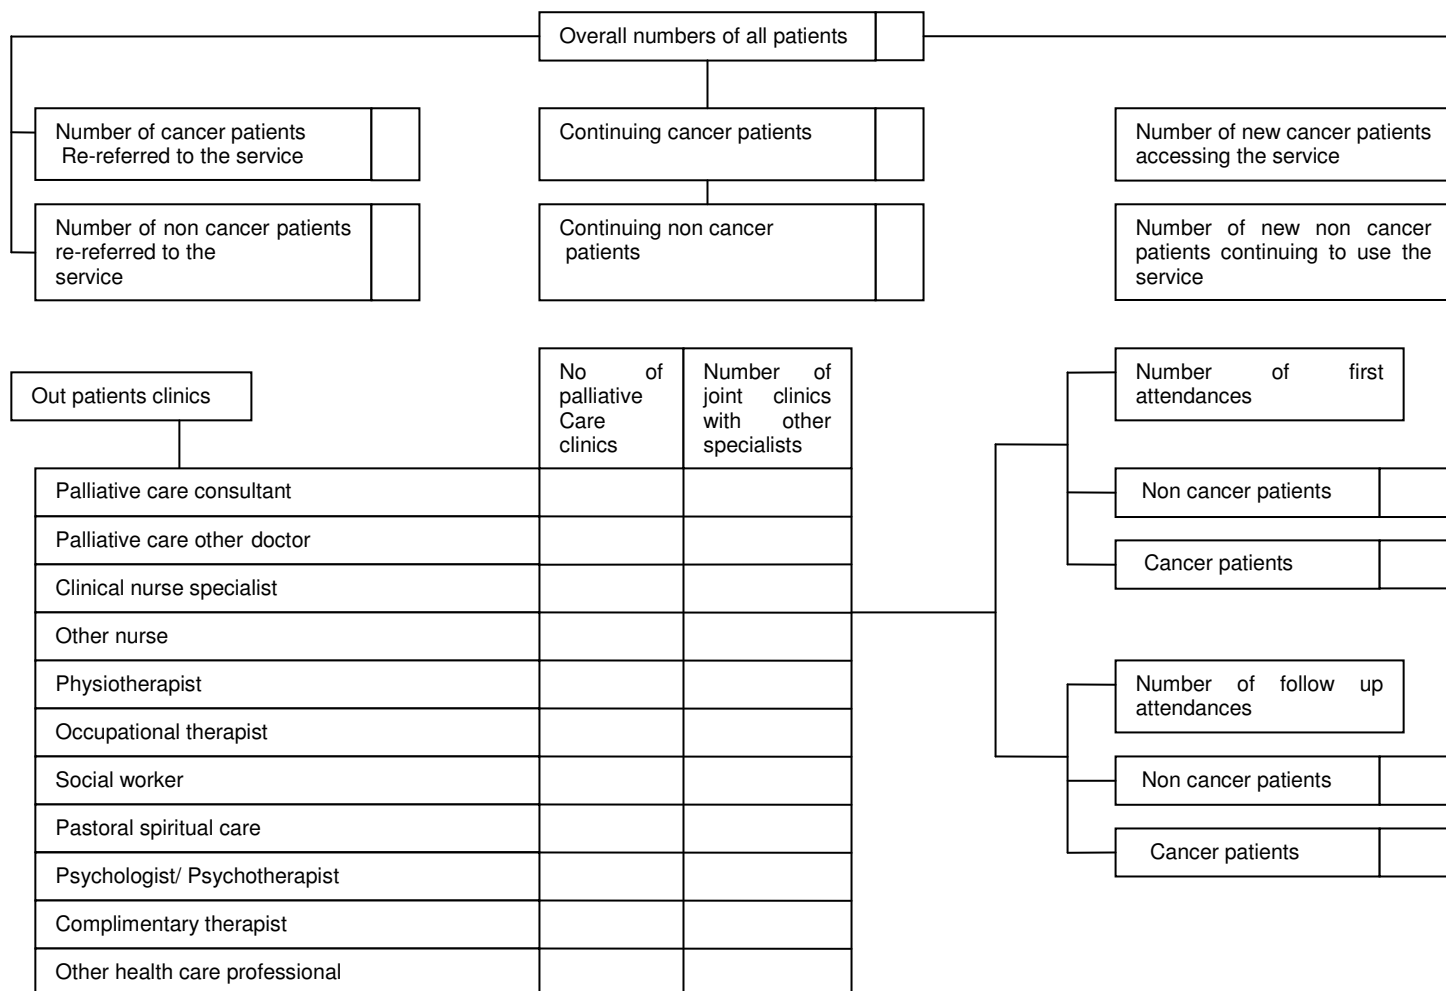 Overall numbers of all patients
Number of cancer patients
Re-referred to the service
Continuing cancer patients
Number of new cancer patients
accessing the service
Number of non cancer patients
re-referred to the
service
Continuing non cancer
patients
Number of new non cancer
patients continuing to use the
service
Out patients clinics
No of
palliative
Care
clinics
Number of
joint clinics
with other
specialists
Number of first
attendances
Palliative care consultant
Non cancer patients
Palliative care other doctor
Cancer patients
Clinical nurse specialist
Other nurse
Physiotherapist
Number of follow up
attendances
Occupational therapist
Social worker
Non cancer patients
Pastoral spiritual care
Cancer patients
Psychologist/ Psychotherapist
Complimentary therapist
Other health care professional